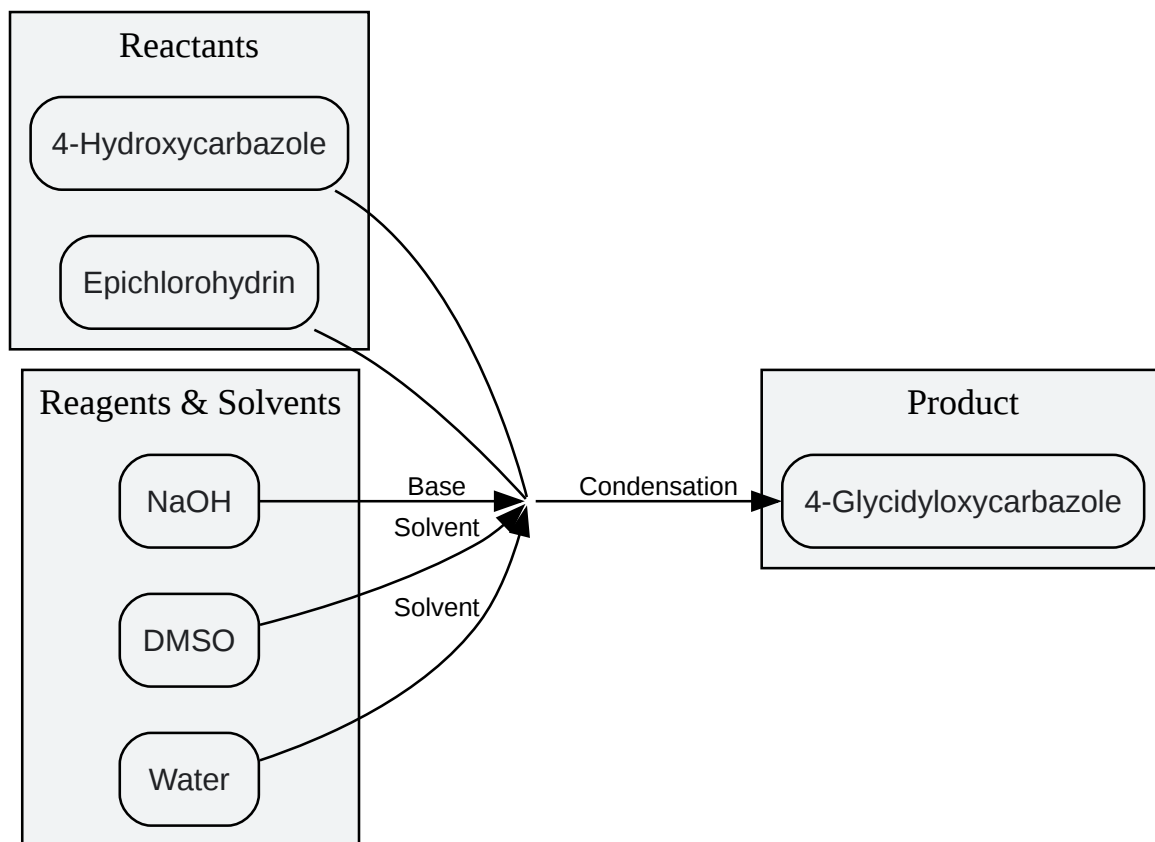 Reactants
4-Hydroxycarbazole
Epichlorohydrin
Reagents & Solvents
NaOH
DMSO
Water
Base
Solvent
Solvent
Condensation
Product
4-Glycidyloxycarbazole